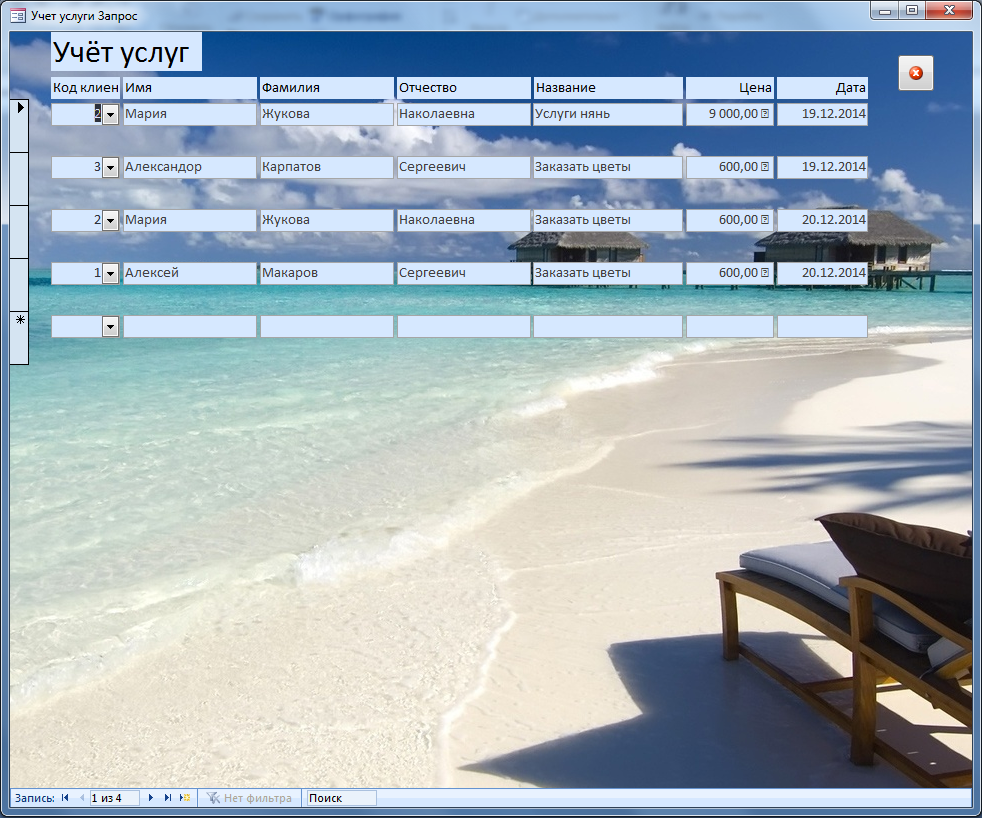 Учет услуги Запрос
Учёт услуг
Код клиен Имя Фамилия Отчество Название Цена Дата
2 Мария Жукова Наколаевна Услуги нянь 9 000,00 19.12.2014
3 Александор Карпатов Сергеевич Заказать цветы 600,00 19.12.2014
2 Мария Жукова Наколаевна Заказать цветы 600,00 20.12.2014
1 Алексей Макаров Сергеевич Заказать цветы 600,00 20.12.2014
Запись: 1 из 4 Нет фильтра Поиск